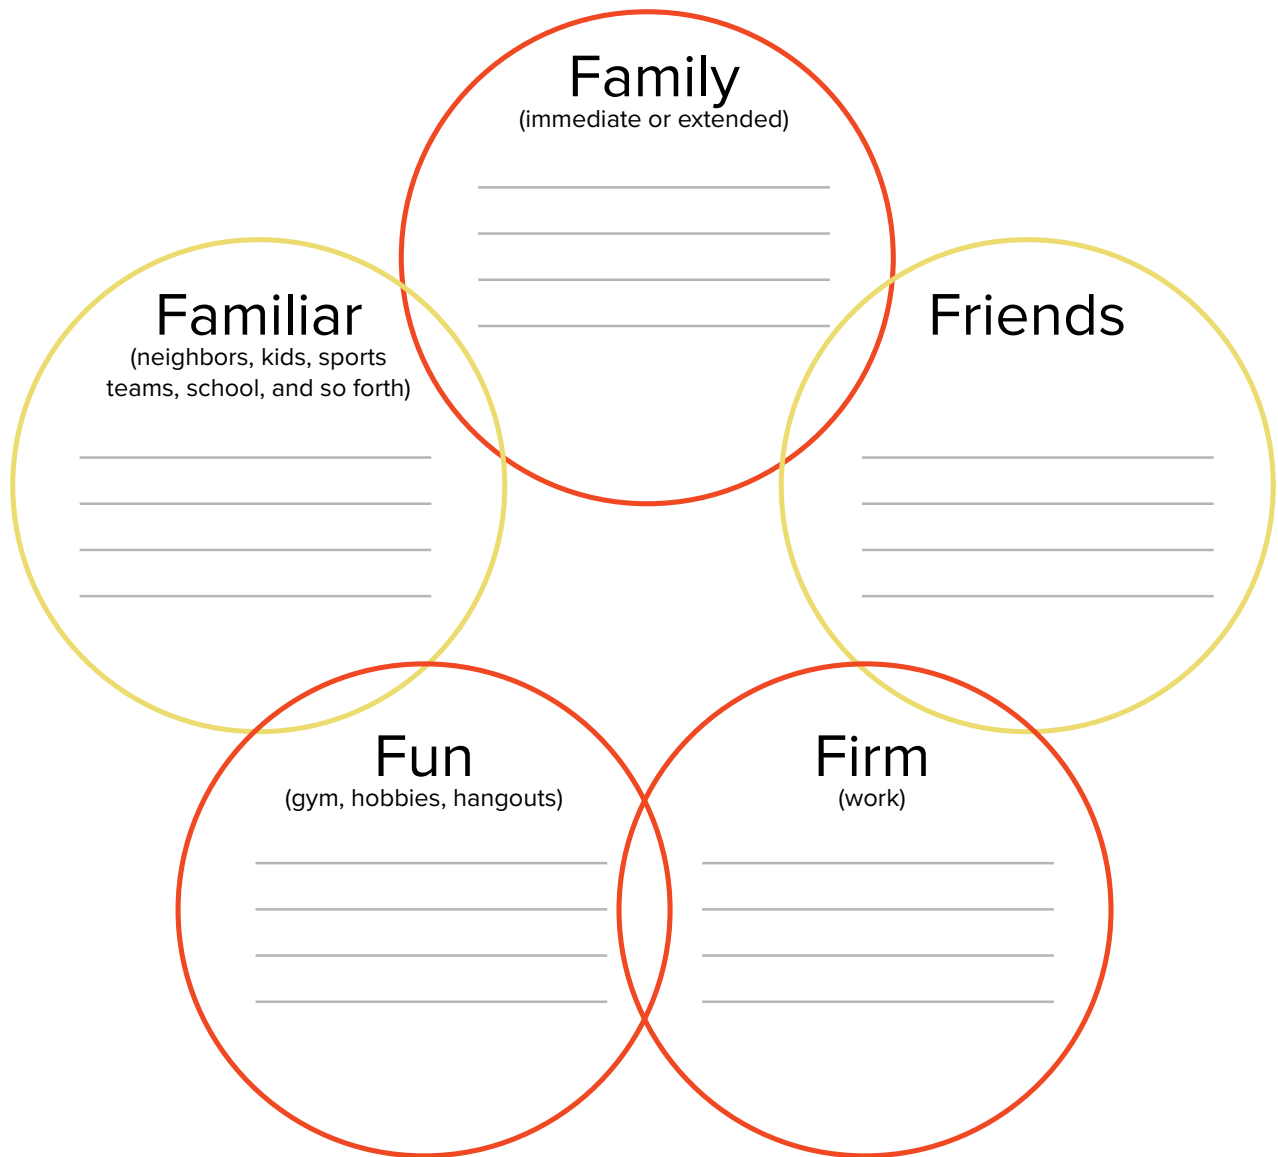 Family
(immediate or extended)
Familiar
(neighbors, kids, sports
teams, school, and so forth)
Friends
Fun
(gym, hobbies, hangouts)
Firm
(work)